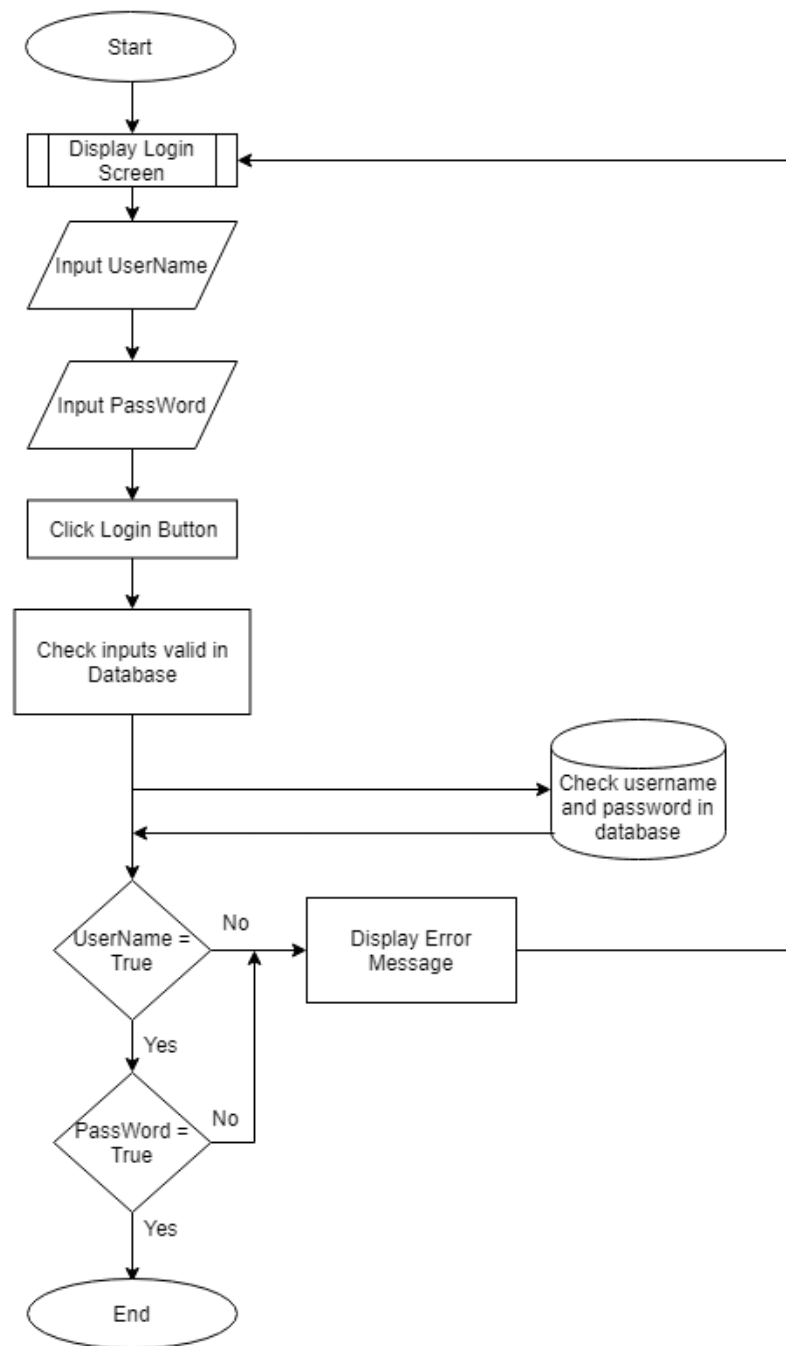 Start
Display Login
Screen
Input UserName
Input PassWord
Click Login Button
Check inputs valid in
Database
Check username
and password in
database
UserName =
True
No
Display Error
Message
Yes
PassWord =
True
No
Yes
End